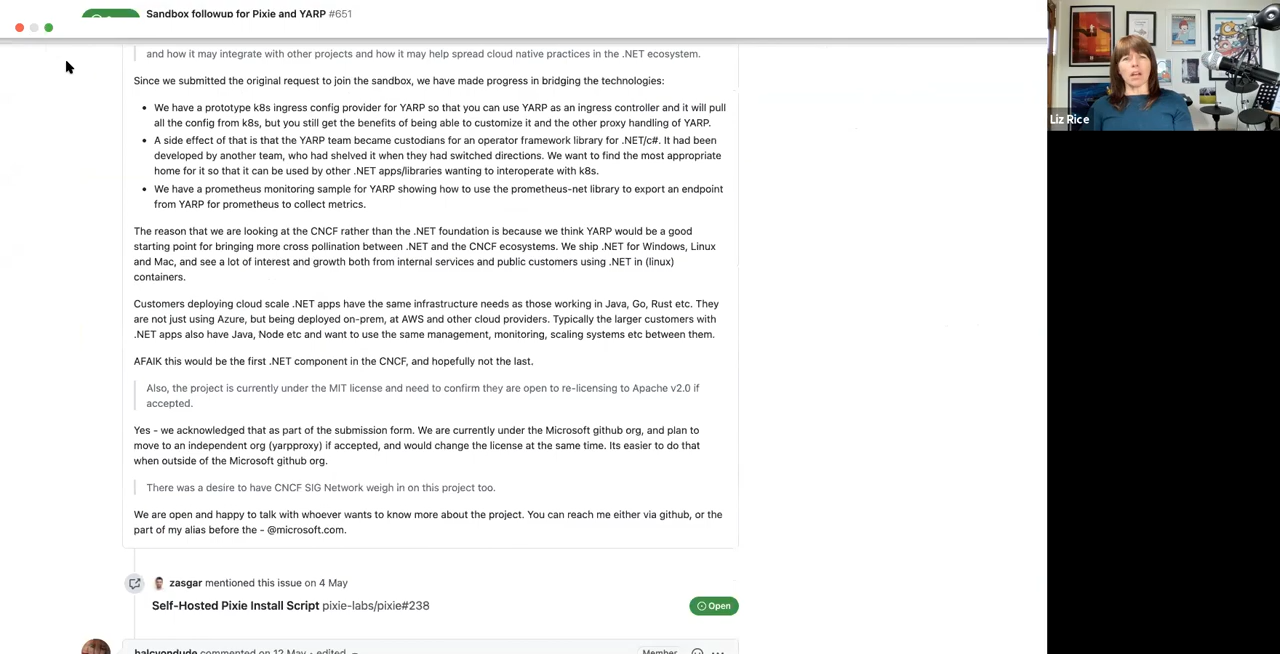 Sandbox followup for Pixie and YARP #651
and how it may integrate with other projects and how it may help spread cloud native practices in the .NET ecosystem.
Since we submitted the original request to join the sandbox, we have made progress in bridging the technologies:
• We have a prototype k8s ingress config provider for YARP so that you can use YARP as an ingress controller and it will pull
all the config from k8s, but you still get the benefits of being able to customize it and the other proxy handling of YARP.
• A side effect of that is that the YARP team became custodians for an operator framework library for .NET/c#. It had been
developed by another team, who had shelved it when they had switched directions. We want to find the most appropriate
home for it so that it can be used by other .NET apps/libraries wanting to interoperate with k8s.
• We have a prometheus monitoring sample for YARP showing how to use the prometheus-net library to export an endpoint
from YARP for prometheus to collect metrics.
The reason that we are looking at the CNCF rather than the .NET foundation is because we think YARP would be a good
starting point for bringing more cross pollination between .NET and the CNCF ecosystems. We ship .NET for Windows, Linux
and Mac, and see a lot of interest and growth both from internal services and public customers using .NET in (linux)
containers.
Customers deploying cloud scale .NET apps have the same infrastructure needs as those working in Java, Go, Rust etc. They
are not just using Azure, but being deployed on-prem, at AWS and other cloud providers. Typically the larger customers with
.NET apps also have Java, Node etc and want to use the same management, monitoring, scaling systems etc between them.
AFAIK this would be the first .NET component in the CNCF, and hopefully not the last.
Also, the project is currently under the MIT license and need to confirm they are open to re-licensing to Apache v2.0 if
accepted.
Yes - we acknowledged that as part of the submission form. We are currently under the Microsoft github org, and plan to
move to an independent org (yarpproxy) if accepted, and would change the license at the same time. Its easier to do that
when outside of the Microsoft github org.
There was a desire to have CNCF SIG Network weigh in on this project too.
We are open and happy to talk with whoever wants to know more about the project. You can reach me either via github, or the
part of my alias before the - @microsoft.com.
zasgar mentioned this issue on 4 May
Self-Hosted Pixie Install Script pixie-labs/pixie#238
Open
halcyondude commented on 12 May • edited
Member
Liz Rice